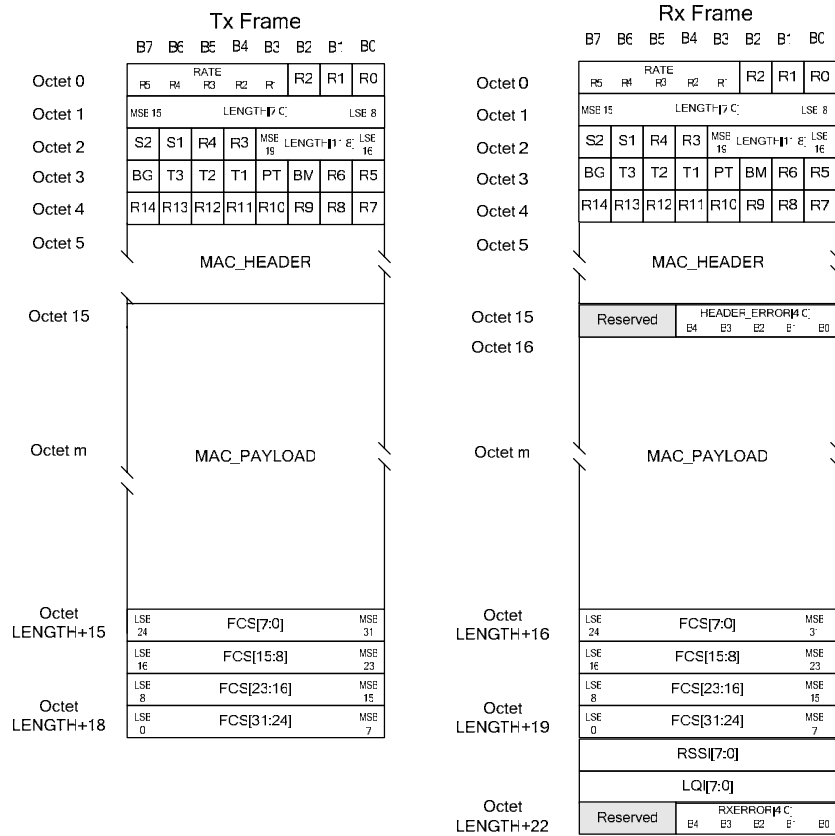 Tx Frame
B7 B6 B5 B4 B3 B2 B1 B0
Octet 0
RATE
R5 R4 R3 R2 R1
R2 R1 R0
Octet 1
MSB 15 LENGTH[7:0] LSB 8
Octet 2
S2 S1 R4 R3 MSB 19 LENGTH[11:8] LSB 16
Octet 3
BG T3 T2 T1 PT BM R6 R5
Octet 4
R14 R13 R12 R11 R10 R9 R8 R7
Octet 5
MAC_HEADER
Octet 15
Octet m
MAC_PAYLOAD
Octet
LENGTH+15
LSB 24 FCS[7:0] MSB 31
LSB 16 FCS[15:8] MSB 23
LSB 8 FCS[23:16] MSB 15
Octet
LENGTH+18
LSB 0 FCS[31:24] MSB 7
Rx Frame
B7 B6 B5 B4 B3 B2 B1 B0
Octet 0
RATE
R5 R4 R3 R2 R1
R2 R1 R0
Octet 1
MSB 15 LENGTH[7:0] LSB 8
Octet 2
S2 S1 R4 R3 MSB 19 LENGTH[11:8] LSB 16
Octet 3
BG T3 T2 T1 PT BM R6 R5
Octet 4
R14 R13 R12 R11 R10 R9 R8 R7
Octet 5
MAC_HEADER
Octet 15
Reserved
HEADER_ERROR[4:0]
B4 B3 B2 B1 B0
Octet 16
Octet m
MAC_PAYLOAD
Octet
LENGTH+16
LSB 24 FCS[7:0] MSB 31
LSB 16 FCS[15:8] MSB 23
LSB 8 FCS[23:16] MSB 15
Octet
LENGTH+19
LSB 0 FCS[31:24] MSB 7
RSSI[7:0]
LQI[7:0]
Octet
LENGTH+22
Reserved
RXERROR[4:0]
B4 B3 B2 B1 B0